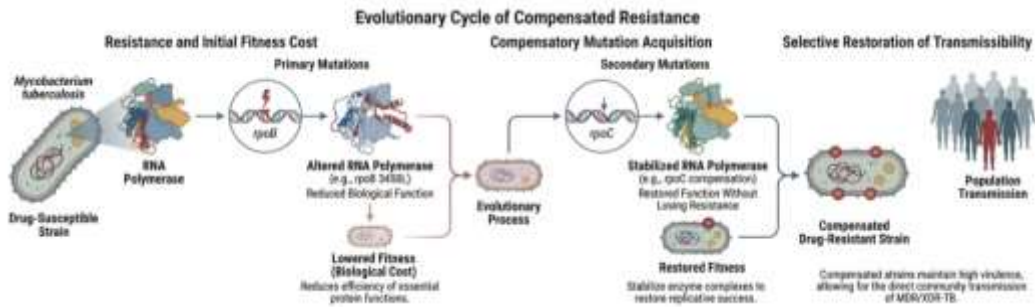 Evolutionary Cycle of Compensated Resistance
Resistance and Initial Fitness Cost
Compensatory Mutation Acquisition
Selective Restoration of Transmissibility
Primary Mutations
Secondary Mutations
Mycobacterium
tuberculosis
rpoB
rpoC
RNA
Polymerase
Altered RNA Polymerase
(e.g., rpoB S450L)
Reduced Biological Function
Stabilized RNA Polymerase
(e.g., rpoC compensation)
Restored Function Without
Losing Resistance
Population
Transmission
Drug-Susceptible
Strain
Evolutionary
Process
Compensated
Drug-Resistant Strain
Lowered Fitness
(Biological Cost)
Reduces efficiency of essential
protein functions.
Restored Fitness
Stabilize enzyme complexes to
restore replicative success.
Compensated strains maintain high virulence,
allowing for the direct community transmission
of MDR/XDR-TB